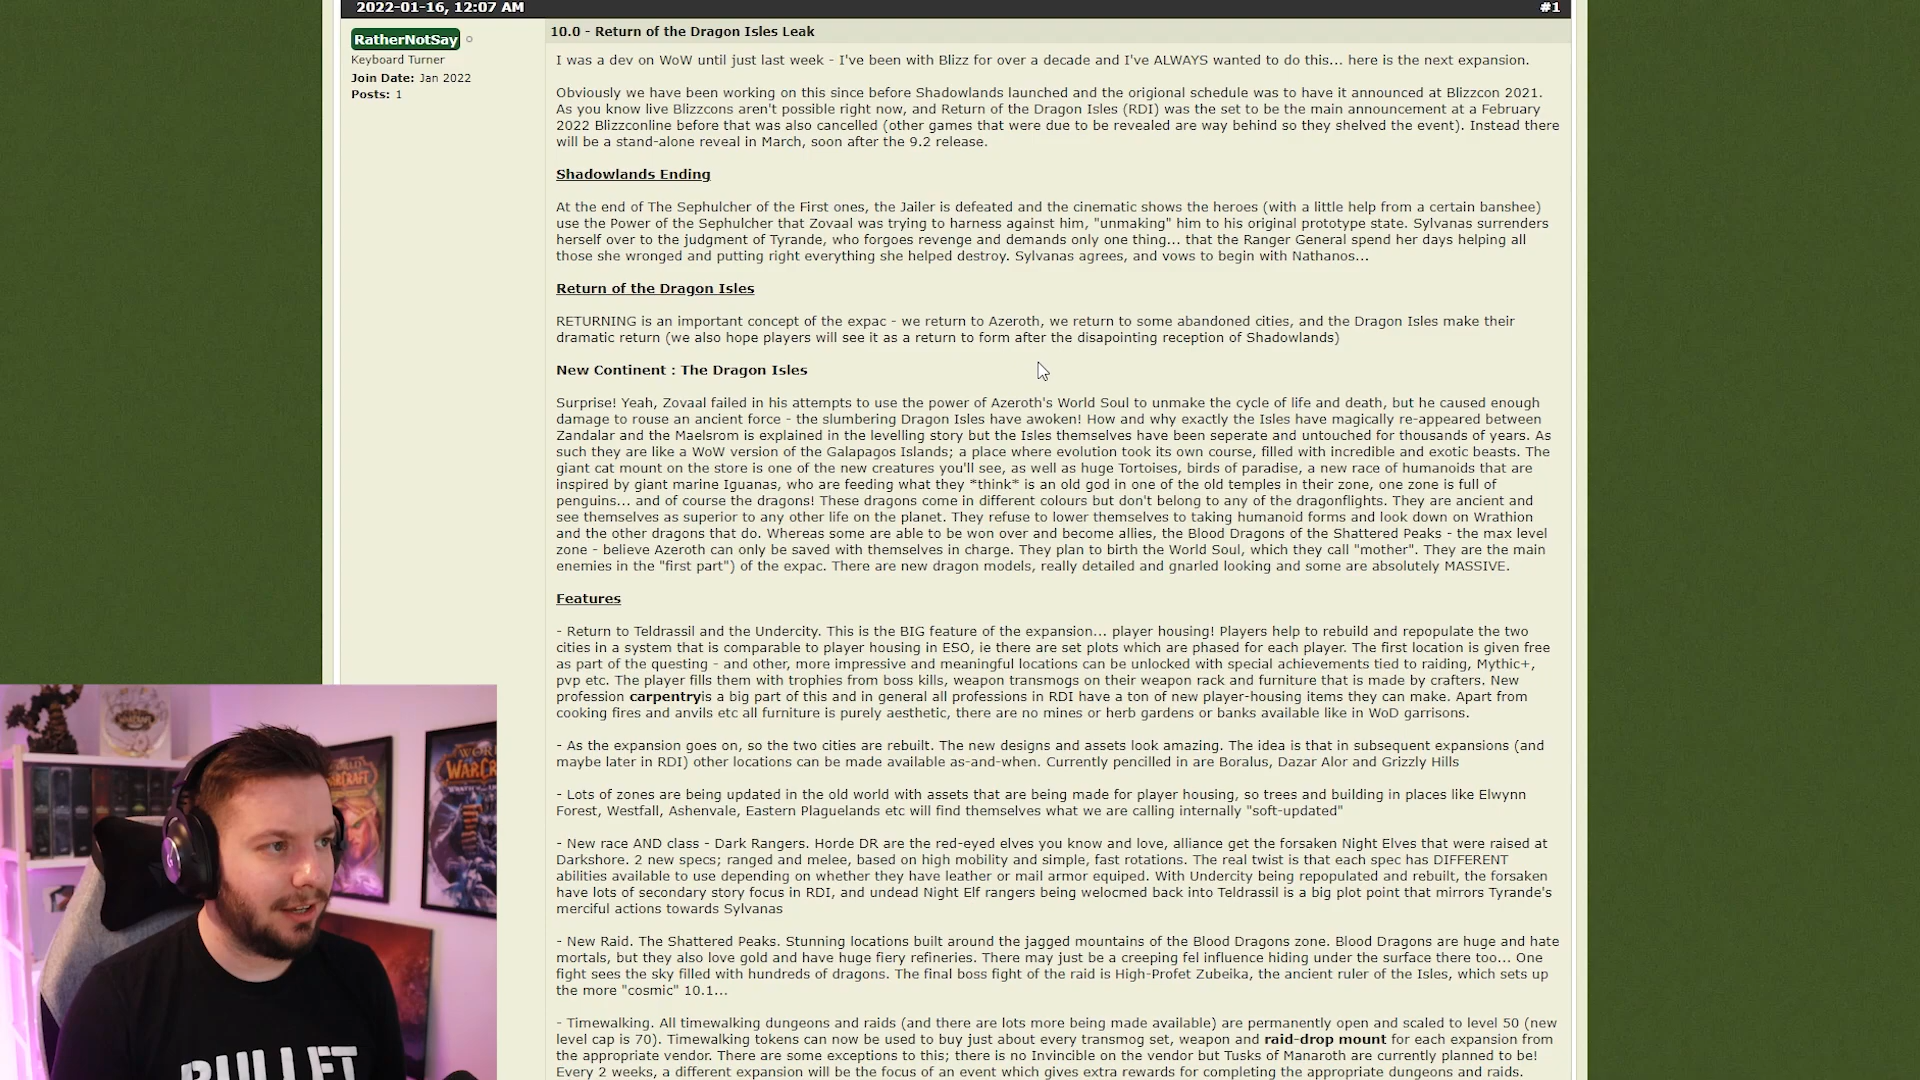 2022-01-16, 12:07 AM
#1
RatherNotSay
Keyboard Turner
Join Date: Jan 2022
Posts: 1
10.0 - Return of the Dragon Isles Leak
I was a dev on WoW until just last week - I've been with Blizz for over a decade and I've ALWAYS wanted to do this... here is the next expansion.
Obviously we have been working on this since before Shadowlands launched and the origional schedule was to have it announced at Blizzcon 2021.
As you know live Blizzcons aren't possible right now, and Return of the Dragon Isles (RDI) was the set to be the main announcement at a February
2022 Blizzconline before that was also cancelled (other games that were due to be revealed are way behind so they shelved the event). Instead there
will be a stand-alone reveal in March, soon after the 9.2 release.
Shadowlands Ending
At the end of The Sephulcher of the First ones, the Jailer is defeated and the cinematic shows the heroes (with a little help from a certain banshee)
use the Power of the Sephulcher that Zovaal was trying to harness against him, "unmaking" him to his original prototype state. Sylvanas surrenders
herself over to the judgment of Tyrande, who forgoes revenge and demands only one thing... that the Ranger General spend her days helping all
those she wronged and putting right everything she helped destroy. Sylvanas agrees, and vows to begin with Nathanos...
Return of the Dragon Isles
RETURNING is an important concept of the expac - we return to Azeroth, we return to some abandoned cities, and the Dragon Isles make their
dramatic return (we also hope players will see it as a return to form after the disapointing reception of Shadowlands)
New Continent : The Dragon Isles
Surprise! Yeah, Zovaal failed in his attempts to use the power of Azeroth's World Soul to unmake the cycle of life and death, but he caused enough
damage to rouse an ancient force - the slumbering Dragon Isles have awoken! How and why exactly the Isles have magically re-appeared between
Zandalar and the Maelsrom is explained in the levelling story but the Isles themselves have been seperate and untouched for thousands of years. As
such they are like a WoW version of the Galapagos Islands; a place where evolution took its own course, filled with incredible and exotic beasts. The
giant cat mount on the store is one of the new creatures you'll see, as well as huge Tortoises, birds of paradise, a new race of humanoids that are
inspired by giant marine Iguanas, who are feeding what they *think* is an old god in one of the old temples in their zone, one zone is full of
penguins... and of course the dragons! These dragons come in different colours but don't belong to any of the dragonflights. They are ancient and
see themselves as superior to any other life on the planet. They refuse to lower themselves to taking humanoid forms and look down on Wrathion
and the other dragons that do. Whereas some are able to be won over and become allies, the Blood Dragons of the Shattered Peaks - the max level
zone - believe Azeroth can only be saved with themselves in charge. They plan to birth the World Soul, which they call "mother". They are the main
enemies in the "first part") of the expac. There are new dragon models, really detailed and gnarled looking and some are absolutely MASSIVE.
Features
- Return to Teldrassil and the Undercity. This is the BIG feature of the expansion... player housing! Players help to rebuild and repopulate the two
cities in a system that is comparable to player housing in ESO, ie there are set plots which are phased for each player. The first location is given free
as part of the questing - and other, more impressive and meaningful locations can be unlocked with special achievements tied to raiding, Mythic+,
pvp etc. The player fills them with trophies from boss kills, weapon transmogs on their weapon rack and furniture that is made by crafters. New
profession carpentryis a big part of this and in general all professions in RDI have a ton of new player-housing items they can make. Apart from
cooking fires and anvils etc all furniture is purely aesthetic, there are no mines or herb gardens or banks available like in WoD garrisons.
- As the expansion goes on, so the two cities are rebuilt. The new designs and assets look amazing. The idea is that in subsequent expansions (and
maybe later in RDI) other locations can be made available as-and-when. Currently pencilled in are Boralus, Dazar Alor and Grizzly Hills
- Lots of zones are being updated in the old world with assets that are being made for player housing, so trees and building in places like Elwynn
Forest, Westfall, Ashenvale, Eastern Plaguelands etc will find themselves what we are calling internally "soft-updated"
- New race AND class - Dark Rangers. Horde DR are the red-eyed elves you know and love, alliance get the forsaken Night Elves that were raised at
Darkshore. 2 new specs; ranged and melee, based on high mobility and simple, fast rotations. The real twist is that each spec has DIFFERENT
abilities available to use depending on whether they have leather or mail armor equiped. With Undercity being repopulated and rebuilt, the forsaken
have lots of secondary story focus in RDI, and undead Night Elf rangers being welocmed back into Teldrassil is a big plot point that mirrors Tyrande's
merciful actions towards Sylvanas
- New Raid. The Shattered Peaks. Stunning locations built around the jagged mountains of the Blood Dragons zone. Blood Dragons are huge and hate
mortals, but they also love gold and have huge fiery refineries. There may just be a creeping fel influence hiding under the surface there too... One
fight sees the sky filled with hundreds of dragons. The final boss fight of the raid is High-Profet Zubeika, the ancient ruler of the Isles, which sets up
the more "cosmic" 10.1...
- Timewalking. All timewalking dungeons and raids (and there are lots more being made available) are permanently open and scaled to level 50 (new
level cap is 70). Timewalking tokens can now be used to buy just about every transmog set, weapon and raid-drop mount for each expansion from
the appropriate vendor. There are some exceptions to this; there is no Invincible on the vendor but Tusks of Manaroth are currently planned to be!
Every 2 weeks, a different expansion will be the focus of an event which gives extra rewards for completing the appropriate dungeons and raids.
BULLET